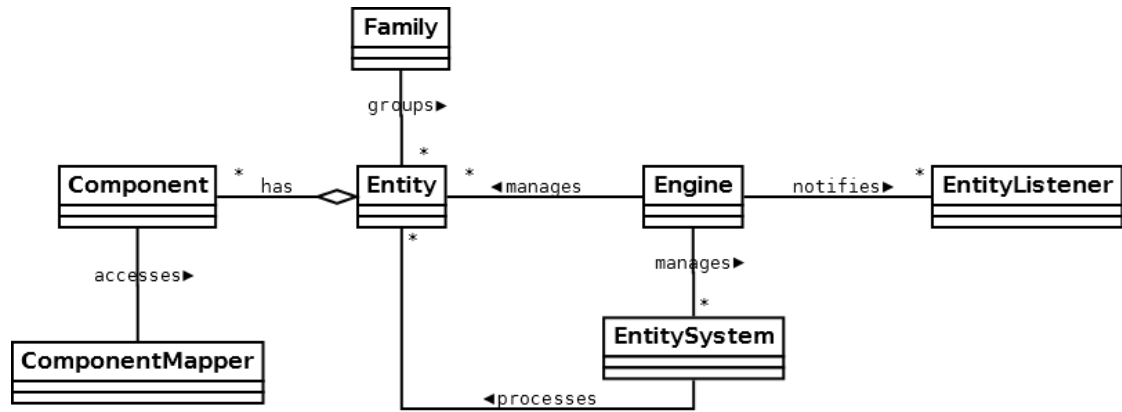 Family
groups►
*
Component
*
has
Entity
*
◄manages
Engine
notifies►
*
EntityListener
*
accesses►
manages►
*
ComponentMapper
EntitySystem
◄processes